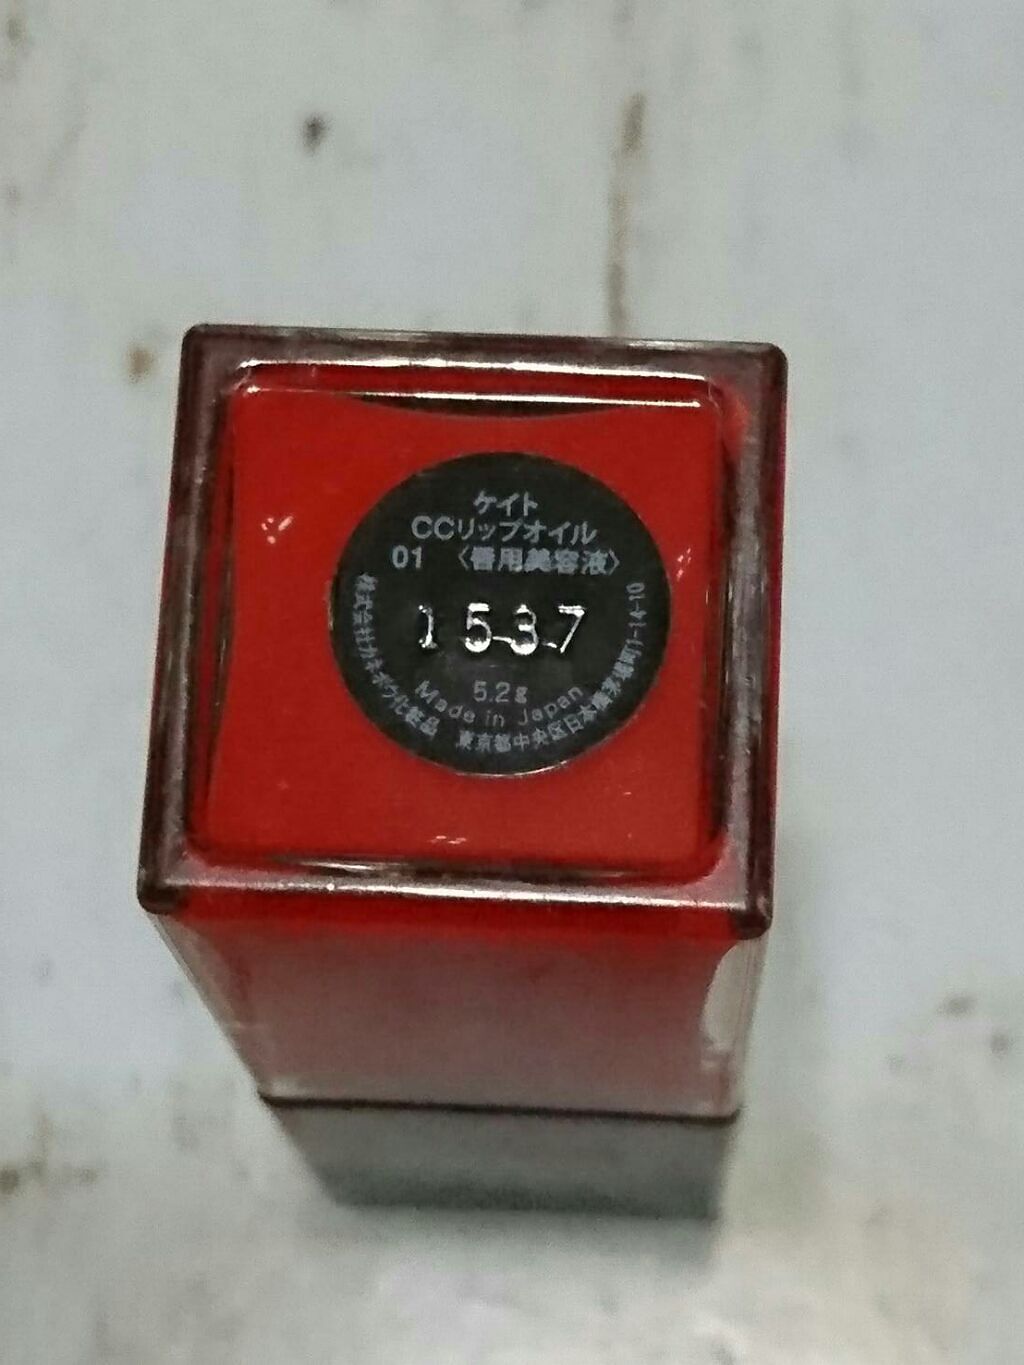 ケイト
CCリップオイル
01 〈唇用美容液〉
1537
5.2g
Made in Japan
株式会社カネボウ化粧品 東京都中央区日本橋茅場町1-14-10